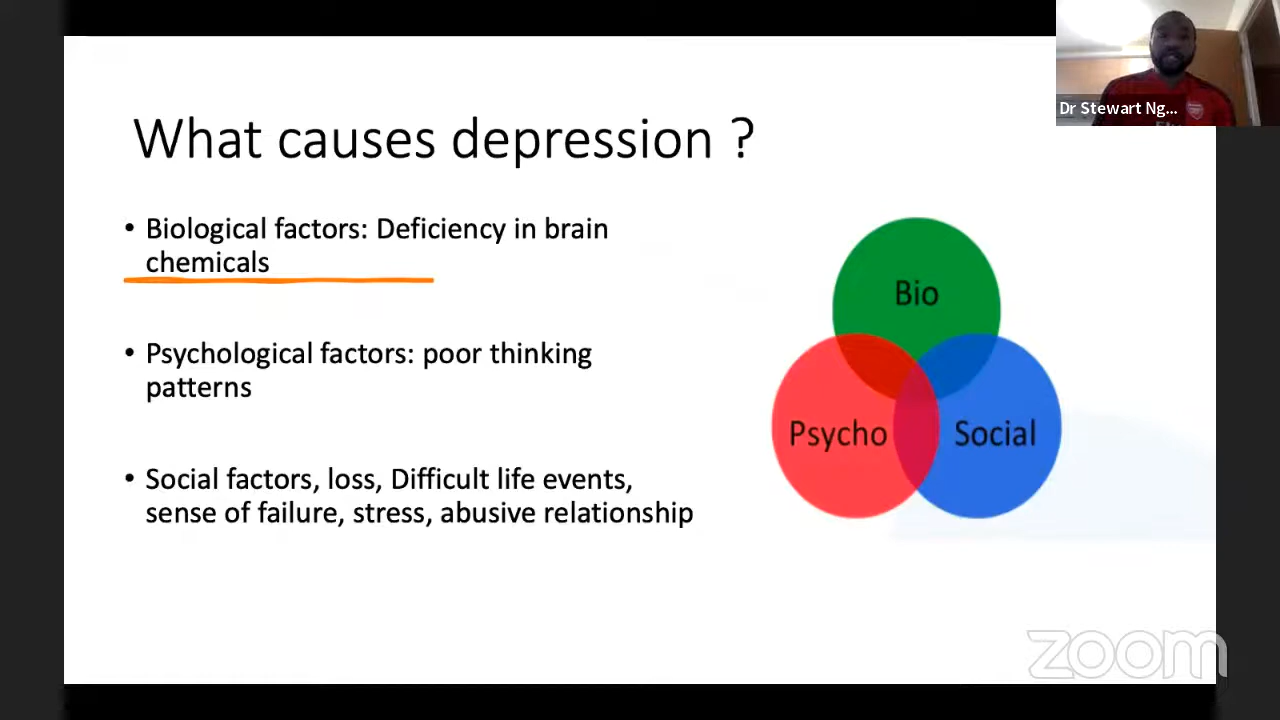 Dr Stewart Ng...
What causes depression ?
• Biological factors: Deficiency in brain
chemicals
• Psychological factors: poor thinking
patterns
• Social factors, loss, Difficult life events,
sense of failure, stress, abusive relationship
Bio
Psycho
Social
zoom